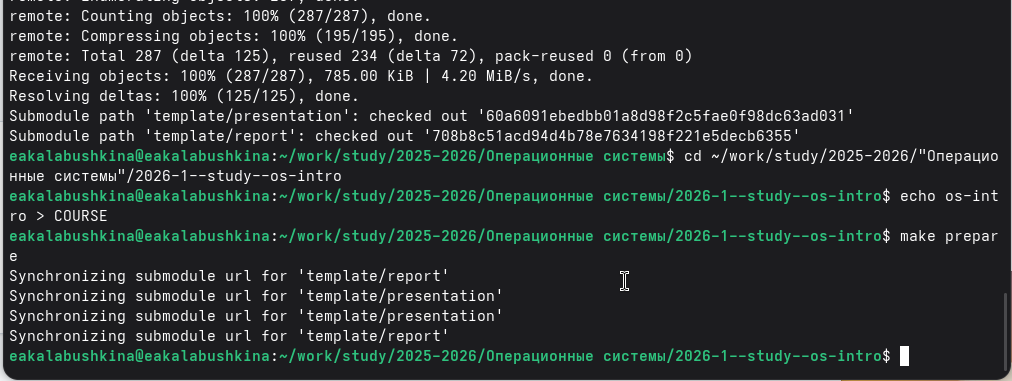 remote: Counting objects: 100% (287/287), done.
remote: Compressing objects: 100% (195/195), done.
remote: Total 287 (delta 125), reused 234 (delta 72), pack-reused 0 (from 0)
Receiving objects: 100% (287/287), 785.00 KiB | 4.20 MiB/s, done.
Resolving deltas: 100% (125/125), done.
Submodule path 'template/presentation': checked out '60a6091ebedbb01a8d98f2c5fae0f98dc63ad031'
Submodule path 'template/report': checked out '708b8c51acd94d4b78e7634198f221e5decb6355'
eakalabushkina@eakalabushkina:~/work/study/2025-2026/Операционные системы$ cd ~/work/study/2025-2026/"Операцио
нные системы"/2026-1--study--os-intro
eakalabushkina@eakalabushkina:~/work/study/2025-2026/Операционные системы/2026-1--study--os-intro$ echo os-int
ro > COURSE
eakalabushkina@eakalabushkina:~/work/study/2025-2026/Операционные системы/2026-1--study--os-intro$ make prepar
e
Synchronizing submodule url for 'template/report'
Synchronizing submodule url for 'template/presentation'
Synchronizing submodule url for 'template/presentation'
Synchronizing submodule url for 'template/report'
eakalabushkina@eakalabushkina:~/work/study/2025-2026/Операционные системы/2026-1--study--os-intro$